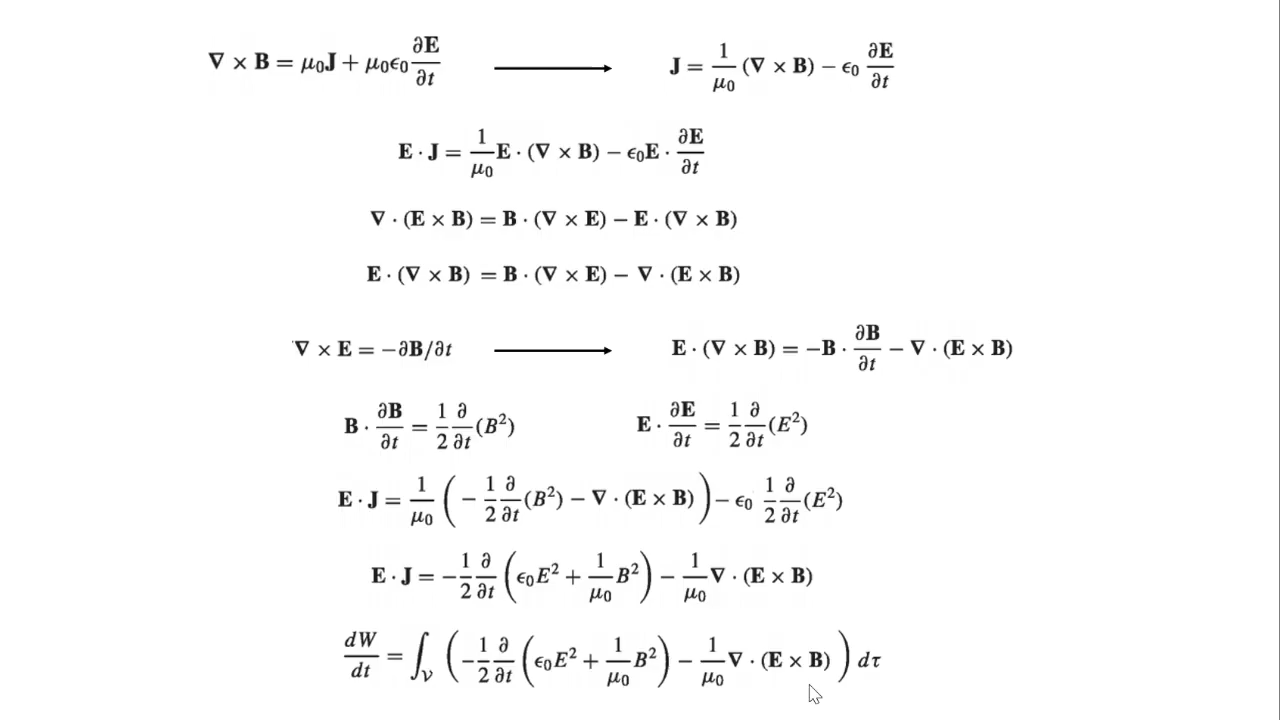 ∇ × B = μ₀J + μ₀ϵ₀ ∂E/∂t ⟶ J = 1/μ₀ (∇ × B) − ϵ₀ ∂E/∂t
E · J = 1/μ₀ E · (∇ × B) − ϵ₀E · ∂E/∂t
∇ · (E × B) = B · (∇ × E) − E · (∇ × B)
E · (∇ × B) = B · (∇ × E) − ∇ · (E × B)
∇ × E = −∂B/∂t ⟶ E · (∇ × B) = −B · ∂B/∂t − ∇ · (E × B)
B · ∂B/∂t = 1/2 ∂/∂t (B²) E · ∂E/∂t = 1/2 ∂/∂t (E²)
E · J = 1/μ₀ ( − 1/2 ∂/∂t (B²) − ∇ · (E × B) ) − ϵ₀ 1/2 ∂/∂t (E²)
E · J = − 1/2 ∂/∂t ( ϵ₀E² + 1/μ₀ B² ) − 1/μ₀ ∇ · (E × B)
dW/dt = ∫_𝒱 ( − 1/2 ∂/∂t ( ϵ₀E² + 1/μ₀ B² ) − 1/μ₀ ∇ · (E × B) ) dτ